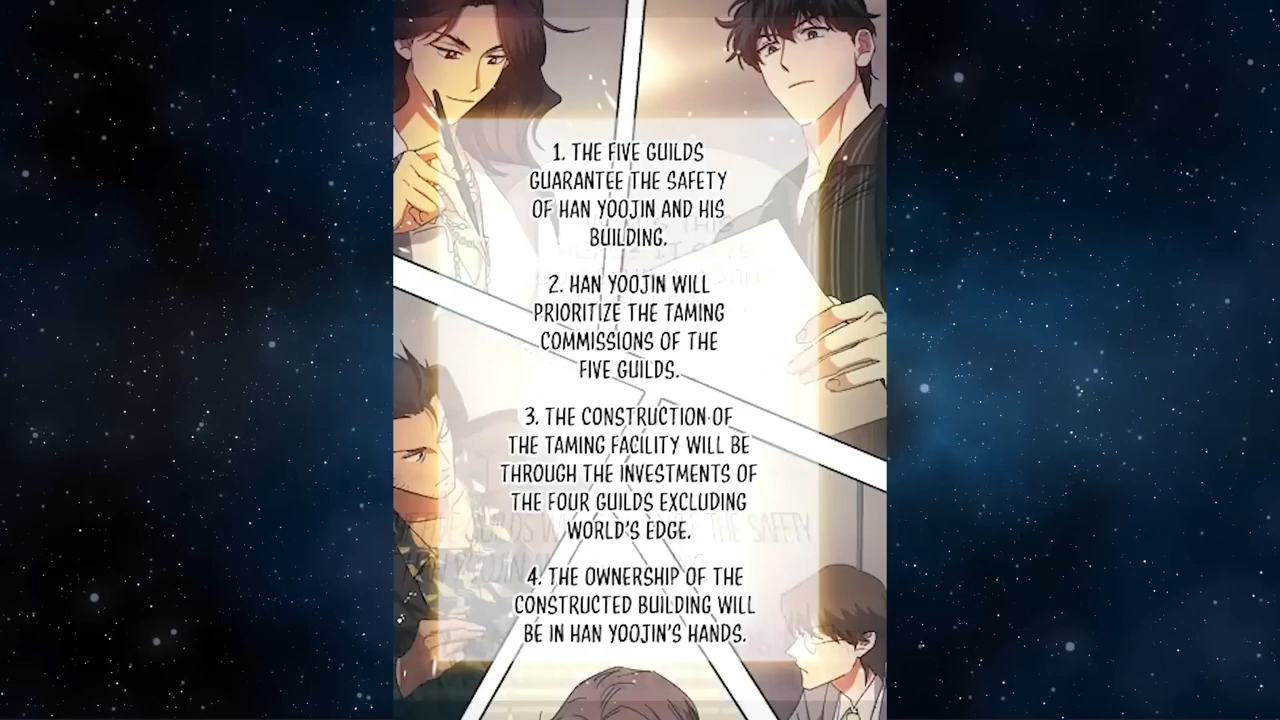 1. THE FIVE GUILDS
GUARANTEE THE SAFETY
OF HAN YOOJIN AND HIS
BUILDING.
2. HAN YOOJIN WILL
PRIORITIZE THE TAMING
COMMISSIONS OF THE
FIVE GUILDS.
3. THE CONSTRUCTION OF
THE TAMING FACILITY WILL BE
THROUGH THE INVESTMENTS OF
THE FOUR GUILDS EXCLUDING
WORLD'S EDGE.
4. THE OWNERSHIP OF THE
CONSTRUCTED BUILDING WILL
BE IN HAN YOOJIN'S HANDS.